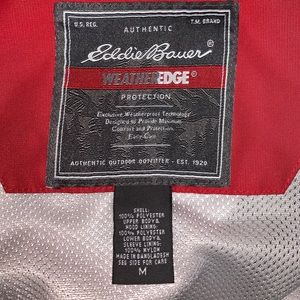 U.S. REG.
AUTHENTIC
T.M. BRAND
Eddie Bauer®
WEATHEREDGE®
PROTECTION
Exclusive Weatherproof Technology
Designed to Provide Maximum
Comfort and Protection.
Easy Care
AUTHENTIC OUTDOOR OUTFITTER - EST. 1920
SHELL:
100% POLYESTER
UPPER BODY &
HOOD LINING:
100% POLYESTER
LOWER BODY &
SLEEVE LINING:
100% NYLON
MADE IN BANGLADESH
SEE SIDE FOR CARE
M